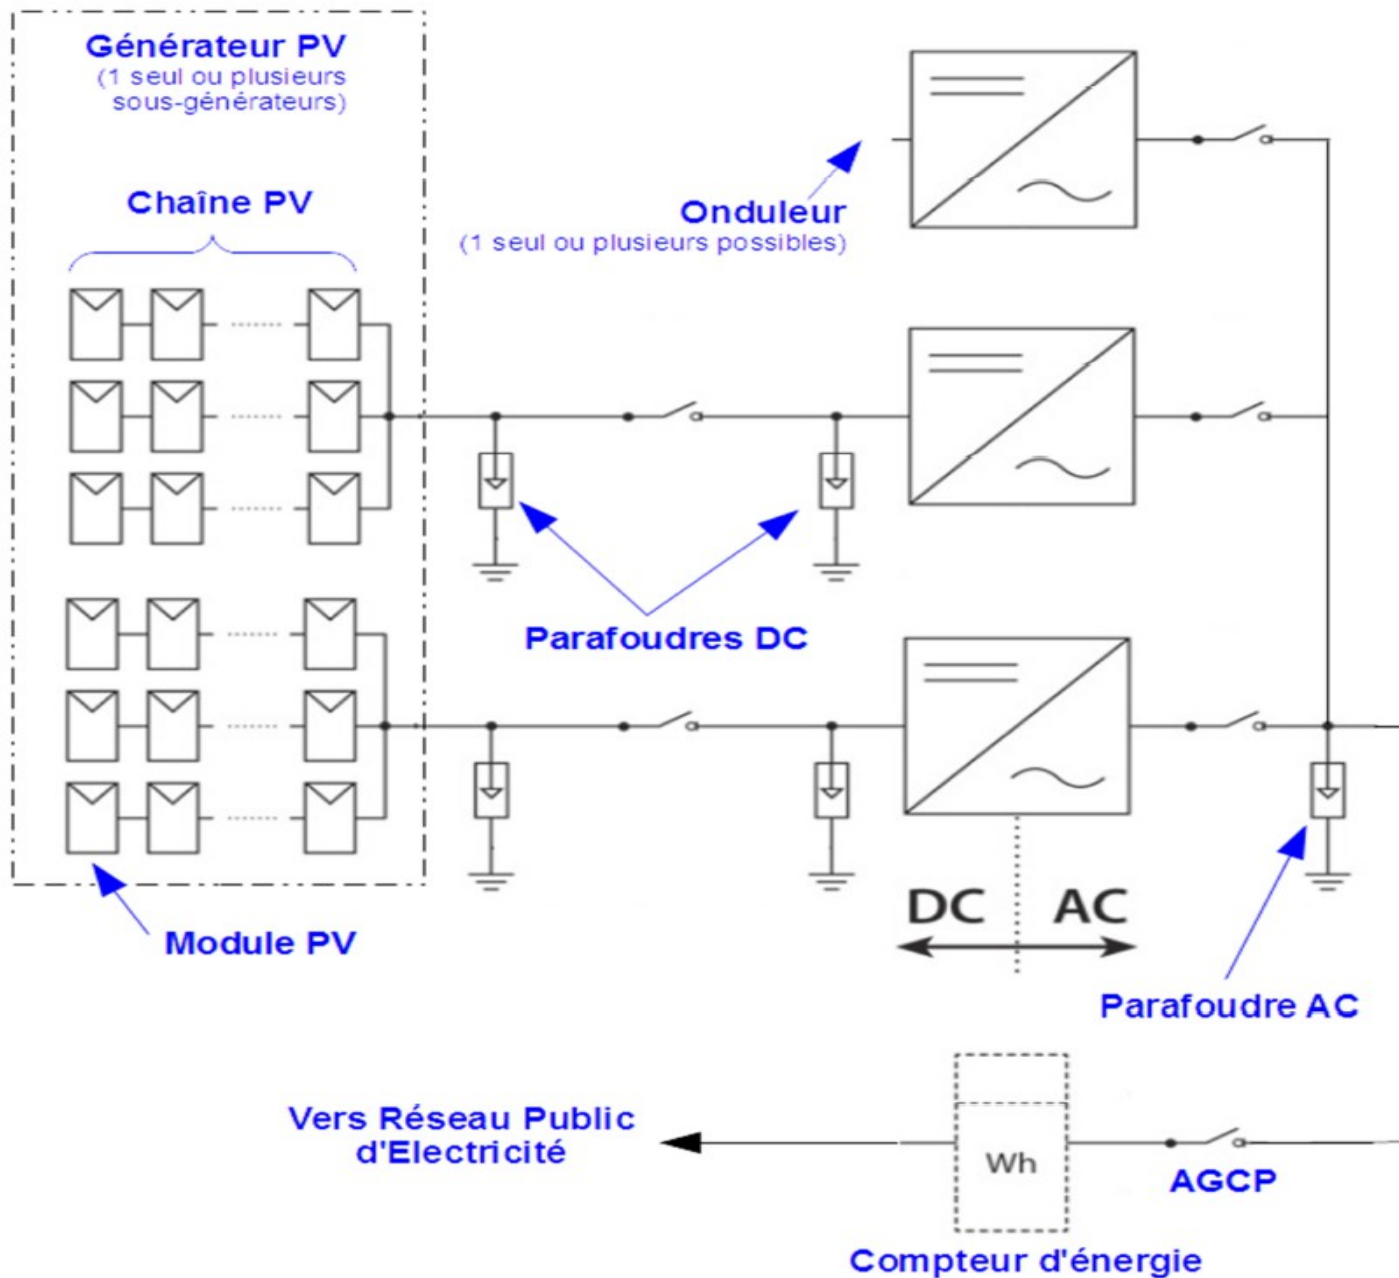 Générateur PV
(1 seul ou plusieurs
sous-générateurs)
Chaîne PV
Onduleur
(1 seul ou plusieurs possibles)
Parafoudres DC
Module PV
DC AC
Parafoudre AC
Vers Réseau Public
d'Electricité
Wh
AGCP
Compteur d'énergie